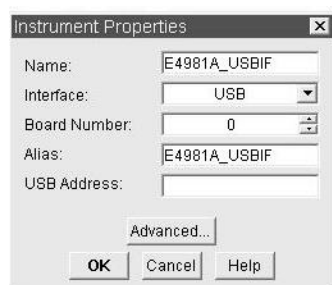 Instrument Properties
Name: E4981A_USBIF
Interface: USB
Board Number: 0
Alias: E4981A_USBIF
USB Address:
Advanced...
OK Cancel Help